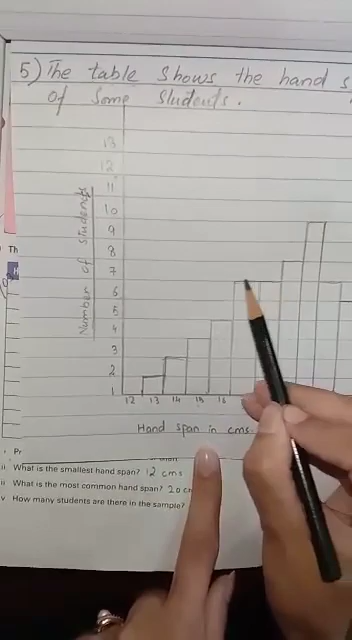 5) The table shows the hand s
of some students.
13
12
11
10
9
8
7
6
5
4
3
2
1
Number of students
12 13 14 15 16
Hand span in cms.
Th
Pr
ii What is the smallest hand span? 12 cms
iii What is the most common hand span? 20 c
v How many students are there in the sample?